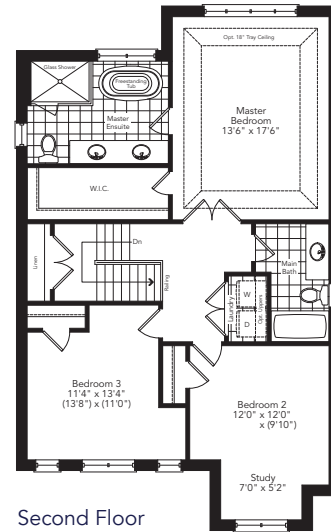 Glass Shower
Freestanding
Tub
Master
Ensuite
Opt. 18" Tray Ceiling
Master
Bedroom
13'6" x 17'6"
W.I.C.
Linen
Dn
Railing
Main
Bath
Laundry
W
D
Opt. Uppers
Bedroom 3
11'4" x 13'4"
(13'8") x (11'0")
Bedroom 2
12'0" x 12'0"
x (9'10")
Study
7'0" x 5'2"
Second Floor